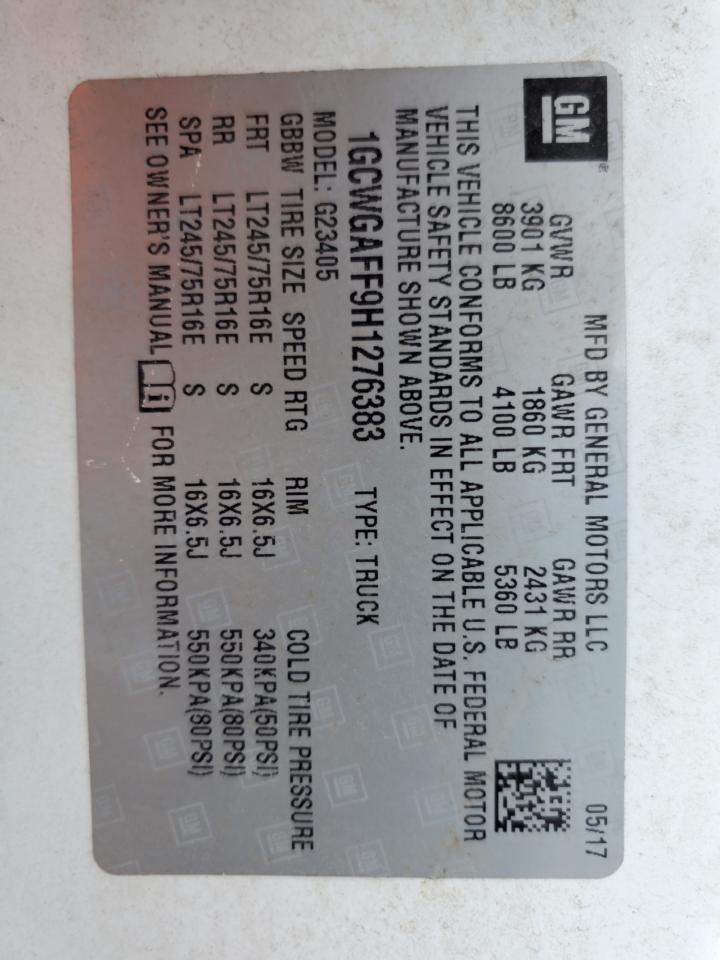 GM
MFD BY GENERAL MOTORS LLC 05/17
GVWR GAWR FRT GAWR RR
3901 KG 1860 KG 2431 KG
8600 LB 4100 LB 5360 LB
THIS VEHICLE CONFORMS TO ALL APPLICABLE U.S. FEDERAL MOTOR
VEHICLE SAFETY STANDARDS IN EFFECT ON THE DATE OF
MANUFACTURE SHOWN ABOVE.
1GCWGAFF9H1276383 TYPE: TRUCK
MODEL: G23405
GBBW TIRE SIZE SPEED RTG RIM COLD TIRE PRESSURE
FRT LT245/75R16E S 16X6.5J 340KPA(50PSI)
RR LT245/75R16E S 16X6.5J 550KPA(80PSI)
SPA LT245/75R16E S 16X6.5J 550KPA(80PSI)
SEE OWNER'S MANUAL i FOR MORE INFORMATION.